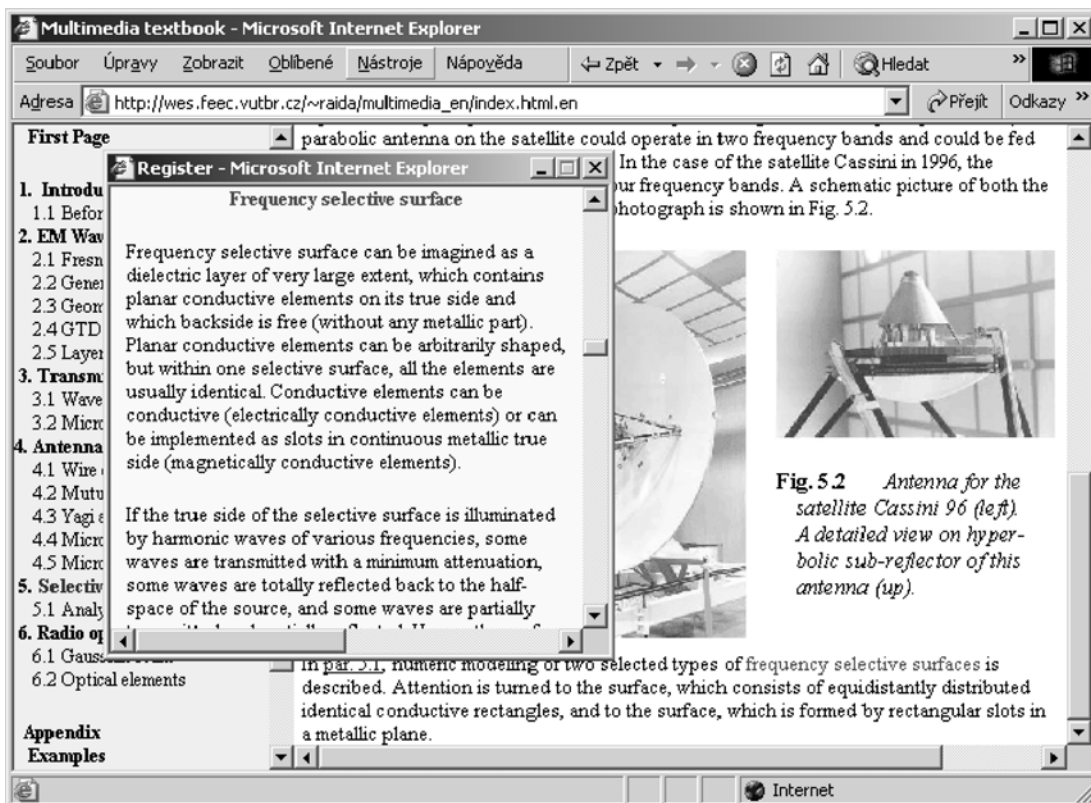 Multimedia textbook - Microsoft Internet Explorer
Soubor Úpravy Zobrazit Oblíbené Nástroje Nápověda Zpět Hledat »
Adresa http://wes.feec.vutbr.cz/~raida/multimedia_en/index.html.en Přejít Odkazy »
First Page
1. Introdu
1.1 Befor
2. EM Wav
2.1 Fresn
2.2 Gener
2.3 Geom
2.4 GTD
2.5 Layer
3. Transm
3.1 Wave
3.2 Micro
4. Antenna
4.1 Wire
4.2 Mutu
4.3 Yagi a
4.4 Micro
4.5 Micro
5. Selectiv
5.1 Analy
6. Radio op
6.2 Optical elements
Appendix
Examples
Register - Microsoft Internet Explorer
Frequency selective surface
Frequency selective surface can be imagined as a
dielectric layer of very large extent, which contains
planar conductive elements on its true side and
which backside is free (without any metallic part).
Planar conductive elements can be arbitrarily shaped,
but within one selective surface, all the elements are
usually identical. Conductive elements can be
conductive (electrically conductive elements) or can
be implemented as slots in continuous metallic true
side (magnetically conductive elements).
If the true side of the selective surface is illuminated
by harmonic waves of various frequencies, some
waves are transmitted with a minimum attenuation,
some waves are totally reflected back to the half-
space of the source, and some waves are partially
parabolic antenna on the satellite could operate in two frequency bands and could be fed
In the case of the satellite Cassini in 1996, the
our frequency bands. A schematic picture of both the
hotograph is shown in Fig. 5.2.
Fig. 5.2 Antenna for the
satellite Cassini 96 (left).
A detailed view on hyper-
bolic sub-reflector of this
antenna (up).
In par. 5.1, numeric modeling of two selected types of frequency selective surfaces is
described. Attention is turned to the surface, which consists of equidistantly distributed
identical conductive rectangles, and to the surface, which is formed by rectangular slots in
a metallic plane.
Internet